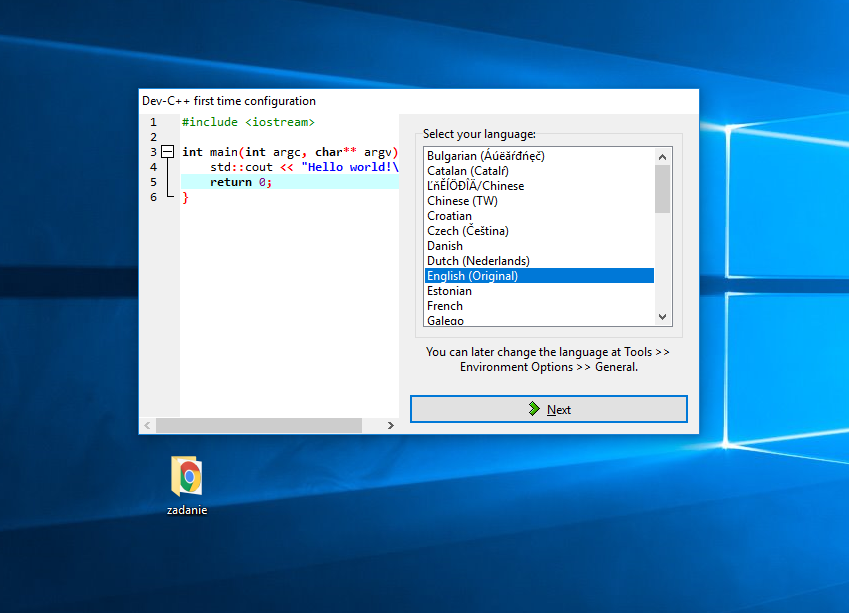 Dev-C++ first time configuration
1 #include <iostream>
2
3 int main(int argc, char** argv)
4 std::cout << "Hello world!\
5 return 0;
6 }
Select your language:
Bulgarian (Áúëăŕđńęč)
Catalan (Catalŕ)
ĽńĚÍÖĐÎÄ/Chinese
Chinese (TW)
Croatian
Czech (Čeština)
Danish
Dutch (Nederlands)
English (Original)
Estonian
French
Galego
You can later change the language at Tools >>
Environment Options >> General.
Next
zadanie